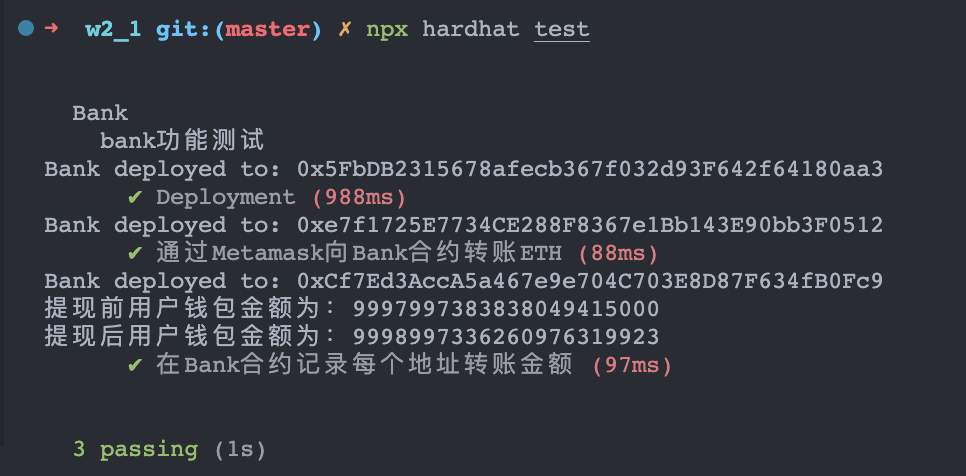 ➜ w2_1 git:(master) ✗ npx hardhat test
Bank
bank功能测试
Bank deployed to: 0x5FbDB2315678afecb367f032d93F642f64180aa3
✔ Deployment (988ms)
Bank deployed to: 0xe7f1725E7734CE288F8367e1Bb143E90bb3F0512
✔ 通过Metamask向Bank合约转账ETH (88ms)
Bank deployed to: 0xCf7Ed3AccA5a467e9e704C703E8D87F634fB0Fc9
提现前用户钱包金额为: 9997997383838049415000
提现后用户钱包金额为: 9998997336260976319923
✔ 在Bank合约记录每个地址转账金额 (97ms)
3 passing (1s)